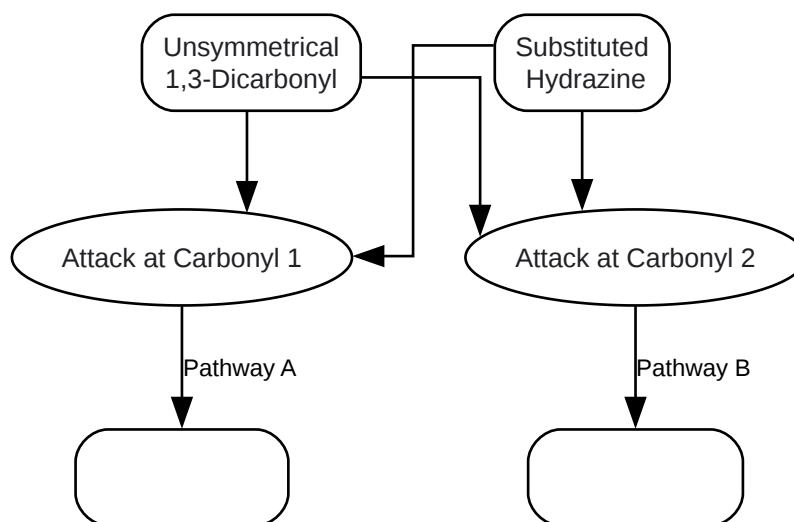 Unsymmetrical
1,3-Dicarbonyl
Substituted
Hydrazine
Attack at Carbonyl 1
Attack at Carbonyl 2
Pathway A
Pathway B